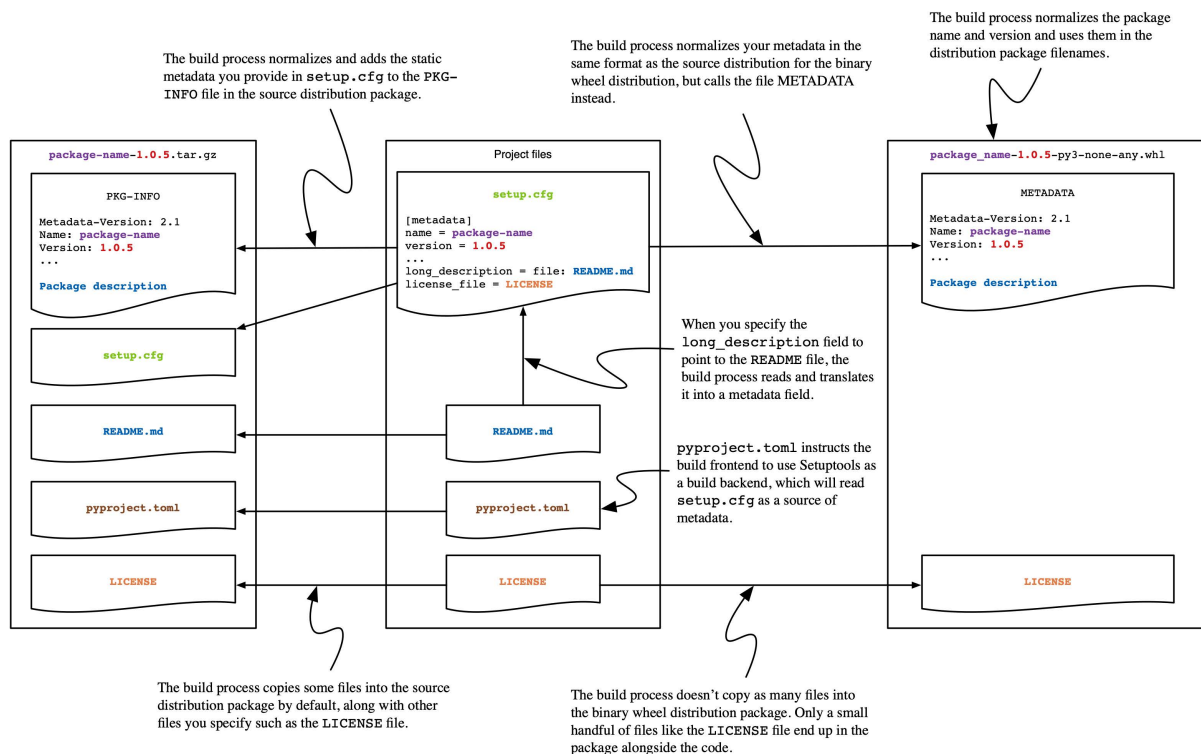 The build process normalizes the package
name and version and uses them in the
distribution package filenames.
The build process normalizes and adds the static
metadata you provide in setup.cfg to the PKG-
INFO file in the source distribution package.
The build process normalizes your metadata in the
same format as the source distribution for the binary
wheel distribution, but calls the file METADATA
instead.
package-name-1.0.5.tar.gz
PKG-INFO
Metadata-Version: 2.1
Name: package-name
Version: 1.0.5
...
Package description
setup.cfg
README.md
pyproject.toml
LICENSE
Project files
setup.cfg
[metadata]
name = package-name
version = 1.0.5
...
long_description = file: README.md
license_file = LICENSE
When you specify the
long_description field to
point to the README file, the
build process reads and translates
it into a metadata field.
README.md
pyproject.toml instructs the
build frontend to use Setuptools as
a build backend, which will read
setup.cfg as a source of
metadata.
pyproject.toml
LICENSE
package_name-1.0.5-py3-none-any.whl
METADATA
Metadata-Version: 2.1
Name: package-name
Version: 1.0.5
...
Package description
LICENSE
The build process copies some files into the source
distribution package by default, along with other
files you specify such as the LICENSE file.
The build process doesn't copy as many files into
the binary wheel distribution package. Only a small
handful of files like the LICENSE file end up in the
package alongside the code.